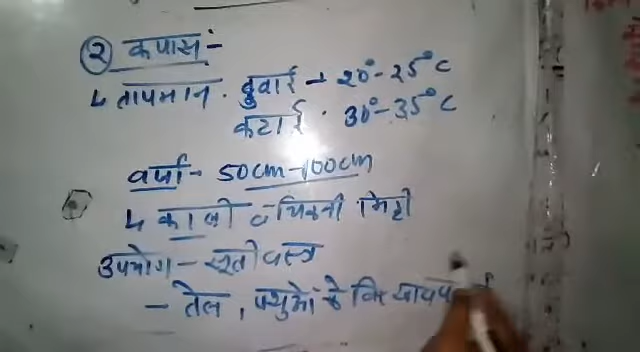 ② कपास:-
↳ तापमान. बुवाई → 20°-25°C
कटाई. 30°-35°C
वर्षा- 50cm-100cm
↳ काली व चिकनी मिट्टी
उपयोग - सूती वस्त्र
- तेल, पशुओं के लिए